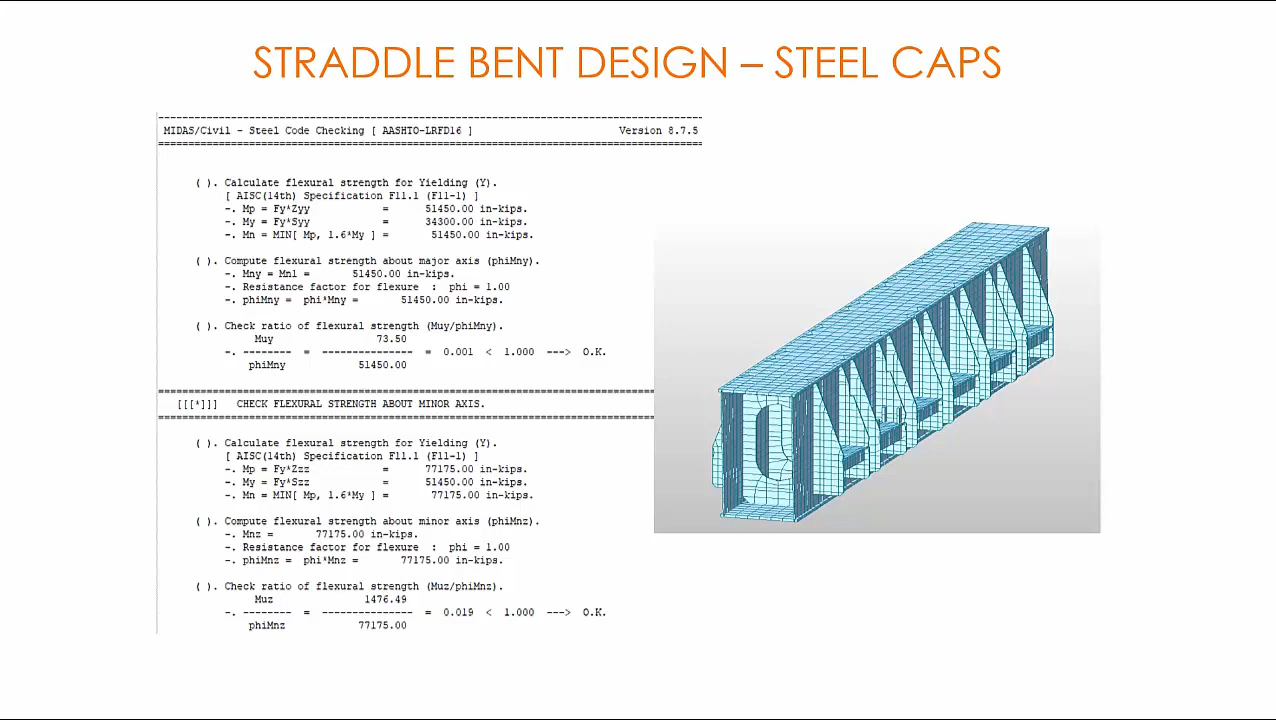 STRADDLE BENT DESIGN – STEEL CAPS
MIDAS/Civil - Steel Code Checking [ AASHTO-LRFD16 ] Version 8.7.5
( ). Calculate flexural strength for Yielding (Y).
[ AISC(14th) Specification F11.1 (F11-1) ]
-. Mp = Fy*Zyy = 51450.00 in-kips.
-. My = Fy*Syy = 34300.00 in-kips.
-. Mn = MIN[ Mp, 1.6*My ] = 51450.00 in-kips.
( ). Compute flexural strength about major axis (phiMny).
-. Mny = Mn1 = 51450.00 in-kips.
-. Resistance factor for flexure : phi = 1.00
-. phiMny = phi*Mny = 51450.00 in-kips.
( ). Check ratio of flexural strength (Muy/phiMny).
Muy 73.50
-. -------- = --------------- = 0.001 < 1.000 ---> O.K.
phiMny 51450.00
[[[*]]] CHECK FLEXURAL STRENGTH ABOUT MINOR AXIS.
( ). Calculate flexural strength for Yielding (Y).
[ AISC(14th) Specification F11.1 (F11-1) ]
-. Mp = Fy*Zzz = 77175.00 in-kips.
-. My = Fy*Szz = 51450.00 in-kips.
-. Mn = MIN[ Mp, 1.6*My ] = 77175.00 in-kips.
( ). Compute flexural strength about minor axis (phiMnz).
-. Mnz = 77175.00 in-kips.
-. Resistance factor for flexure : phi = 1.00
-. phiMnz = phi*Mnz = 77175.00 in-kips.
( ). Check ratio of flexural strength (Muz/phiMnz).
Muz 1476.49
-. -------- = --------------- = 0.019 < 1.000 ---> O.K.
phiMnz 77175.00